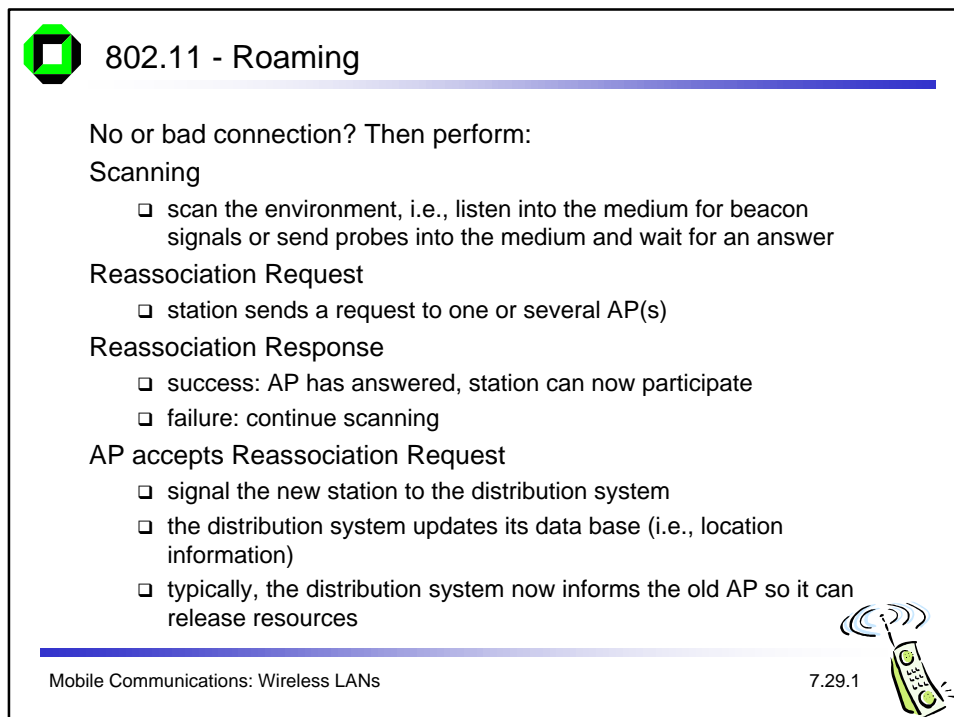 802.11 - Roaming
No or bad connection? Then perform:
Scanning
❑ scan the environment, i.e., listen into the medium for beacon
signals or send probes into the medium and wait for an answer
Reassociation Request
❑ station sends a request to one or several AP(s)
Reassociation Response
❑ success: AP has answered, station can now participate
❑ failure: continue scanning
AP accepts Reassociation Request
❑ signal the new station to the distribution system
❑ the distribution system updates its data base (i.e., location
information)
❑ typically, the distribution system now informs the old AP so it can
release resources
Mobile Communications: Wireless LANs
7.29.1